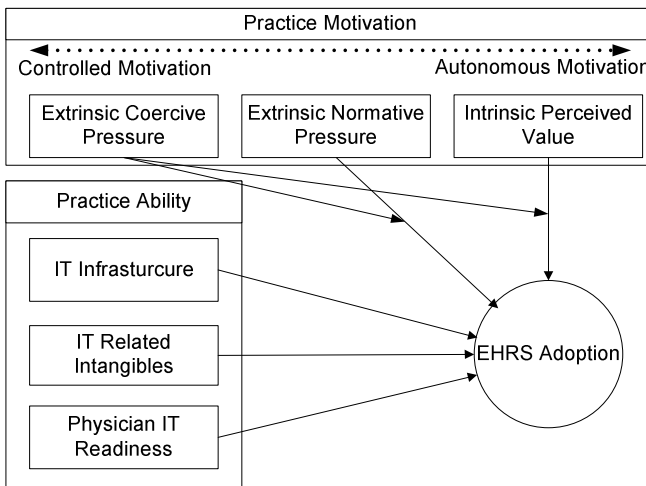 Practice Motivation
Controlled Motivation
Autonomous Motivation
Extrinsic Coercive
Pressure
Extrinsic Normative
Pressure
Intrinsic Perceived
Value
Practice Ability
IT Infrasturcure
IT Related
Intangibles
Physician IT
Readiness
EHRS Adoption